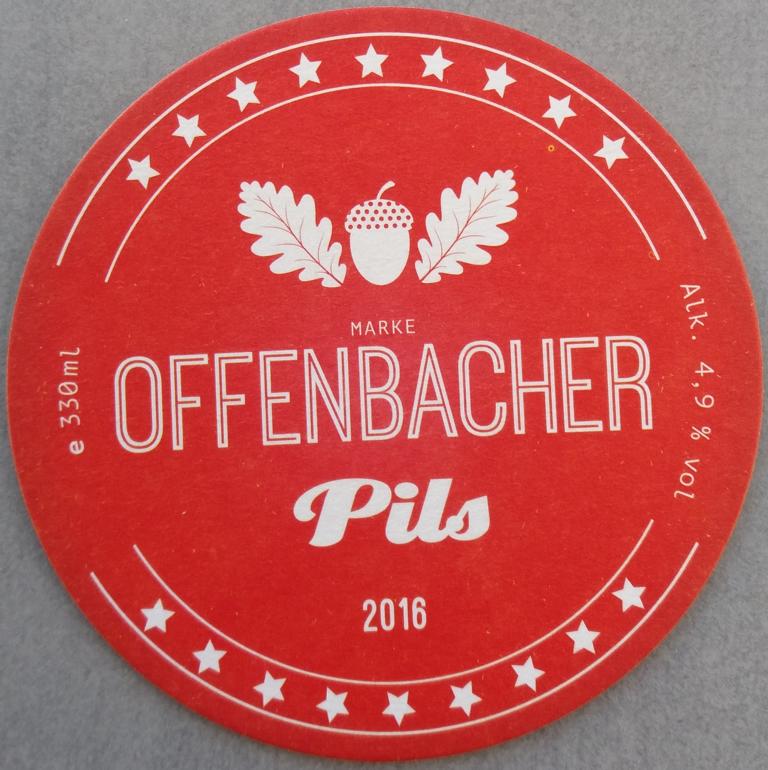 MARKE
OFFENBACHER
Pils
2016
e 330ml
Alk. 4,9 % vol